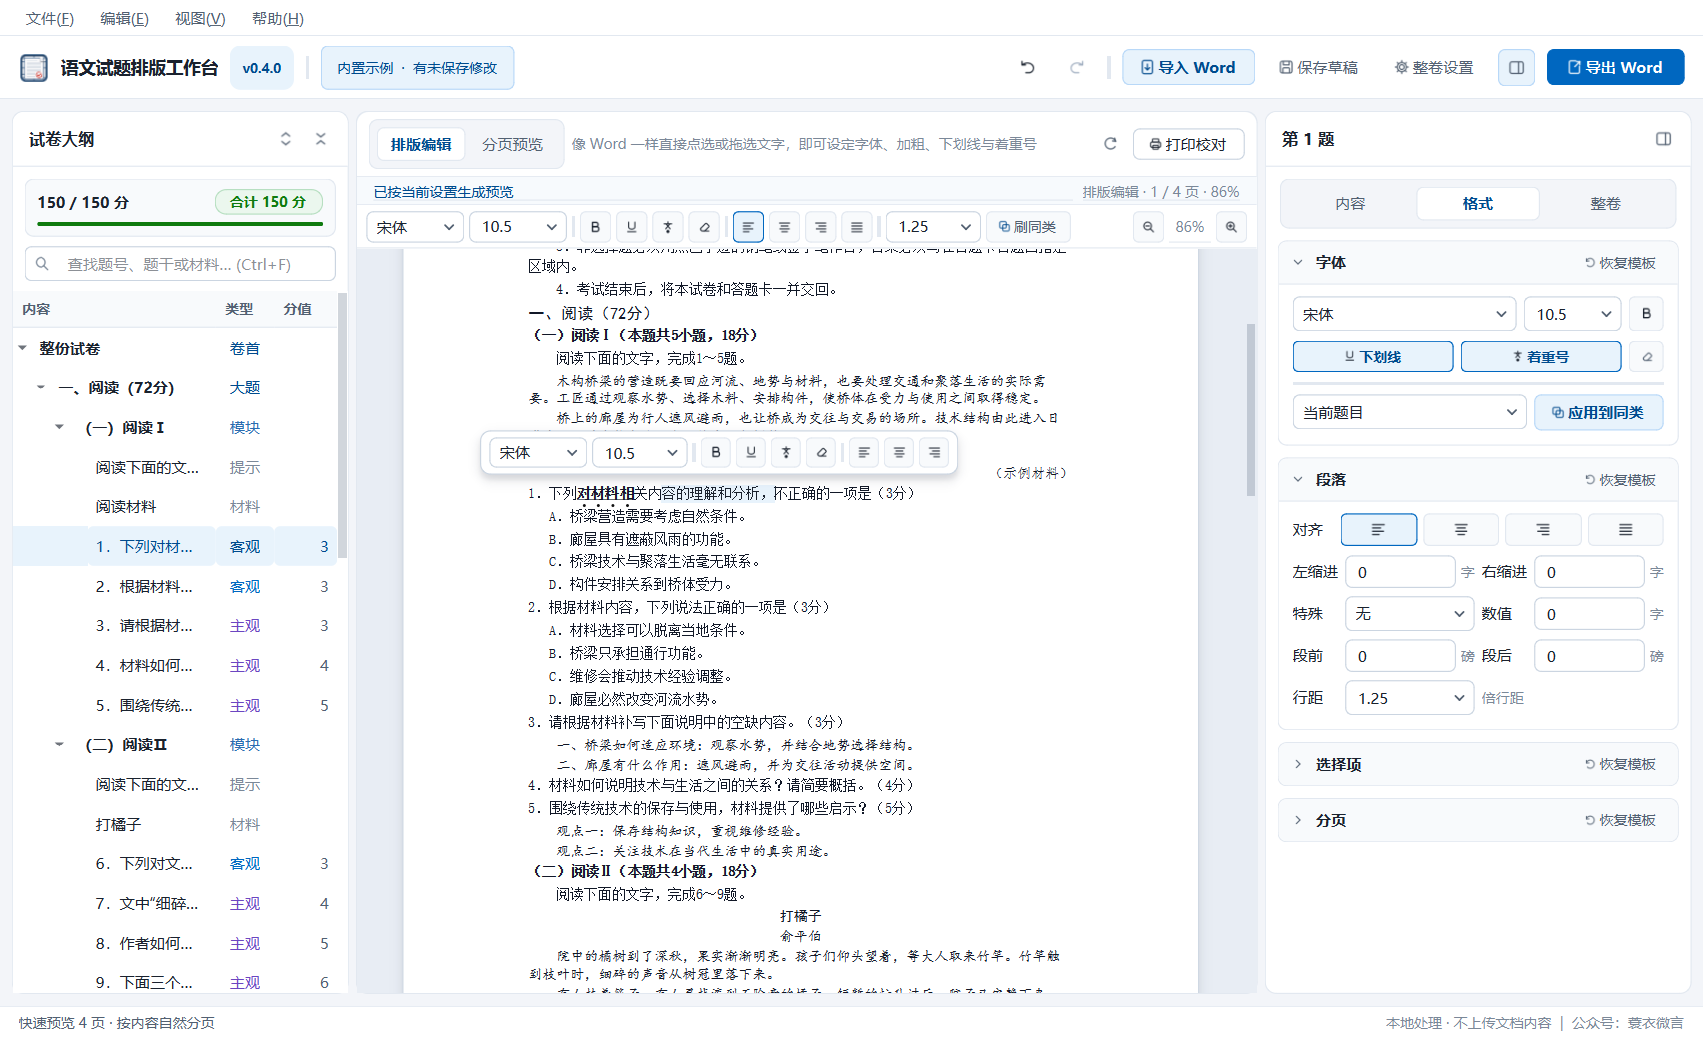 文件(F) 编辑(E) 视图(V) 帮助(H)
语文试题排版工作台 v0.4.0 内置示例 · 有未保存修改 导入 Word 保存草稿 整卷设置 导出 Word
试卷大纲
150 / 150 分 合计 150 分
查找题号、题干或材料... (Ctrl+F)
内容 类型 分值
整份试卷 卷首
一、阅读（72分） 大题
（一）阅读 I 模块
阅读下面的文... 提示
阅读材料 材料
1. 下列对材... 客观 3
2. 根据材料... 客观 3
3. 请根据材... 主观 3
4. 材料如何... 主观 4
5. 围绕传统... 主观 5
（二）阅读Ⅱ 模块
阅读下面的文... 提示
打橘子 材料
6. 下列对文... 客观 3
7. 文中“细碎... 主观 4
8. 作者如何... 主观 5
9. 下面三个... 主观 6
排版编辑 分页预览 像 Word 一样直接点选或拖选文字，即可设定字体、加粗、下划线与着重号 打印校对
已按当前设置生成预览 排版编辑 · 1 / 4 页 · 86%
宋体 10.5 B U 1.25 刷同类 86%
区域内。
4. 考试结束后，将本试卷和答题卡一并交回。
一、阅读（72分）
（一）阅读 I（本题共5小题，18分）
阅读下面的文字，完成1～5题。
木构桥梁的营造既要回应河流、地势与材料，也要处理交通和聚落生活的实际需
要。工匠通过观察水势、选择木料、安排构件，使桥体在受力与使用之间取得稳定。
桥上的廊屋为行人遮风避雨，也让桥成为交往与交易的场所。技术结构由此进入日
宋体 10.5 B U
（示例材料）
1. 下列对材料相关内容的理解和分析，不正确的一项是（3分）
A. 桥梁营造需要考虑自然条件。
B. 廊屋具有遮蔽风雨的功能。
C. 桥梁技术与聚落生活毫无联系。
D. 构件安排关系到桥体受力。
2. 根据材料内容，下列说法正确的一项是（3分）
A. 材料选择可以脱离当地条件。
B. 桥梁只承担通行功能。
C. 维修会推动技术经验调整。
D. 廊屋必然改变河流水势。
3. 请根据材料补写下面说明中的空缺内容。（3分）
一、桥梁如何适应环境：观察水势，并结合地势选择结构。
二、廊屋有什么作用：遮风避雨，并为交往活动提供空间。
4. 材料如何说明技术与生活之间的关系？请简要概括。（4分）
5. 围绕传统技术的保存与使用，材料提供了哪些启示？（5分）
观点一：保存结构知识，重视维修经验。
观点二：关注技术在当代生活中的真实用途。
（二）阅读Ⅱ（本题共4小题，18分）
阅读下面的文字，完成6～9题。
打橘子
俞平伯
院中的橘树到了深秋，果实渐渐明亮。孩子们仰头望着，等大人取来竹竿。竹竿触
到枝叶时，细碎的声音从树冠里落下来。
第 1 题
内容 格式 整卷
字体 恢复模板
宋体 10.5 B
U 下划线 着重号
当前题目 应用到同类
段落 恢复模板
对齐
左缩进 0 字 右缩进 0 字
特殊 无 数值 0 字
段前 0 磅 段后 0 磅
行距 1.25 倍行距
选择项 恢复模板
分页 恢复模板
快速预览 4 页 · 按内容自然分页 本地处理 · 不上传文档内容 | 公众号：蓑衣微言